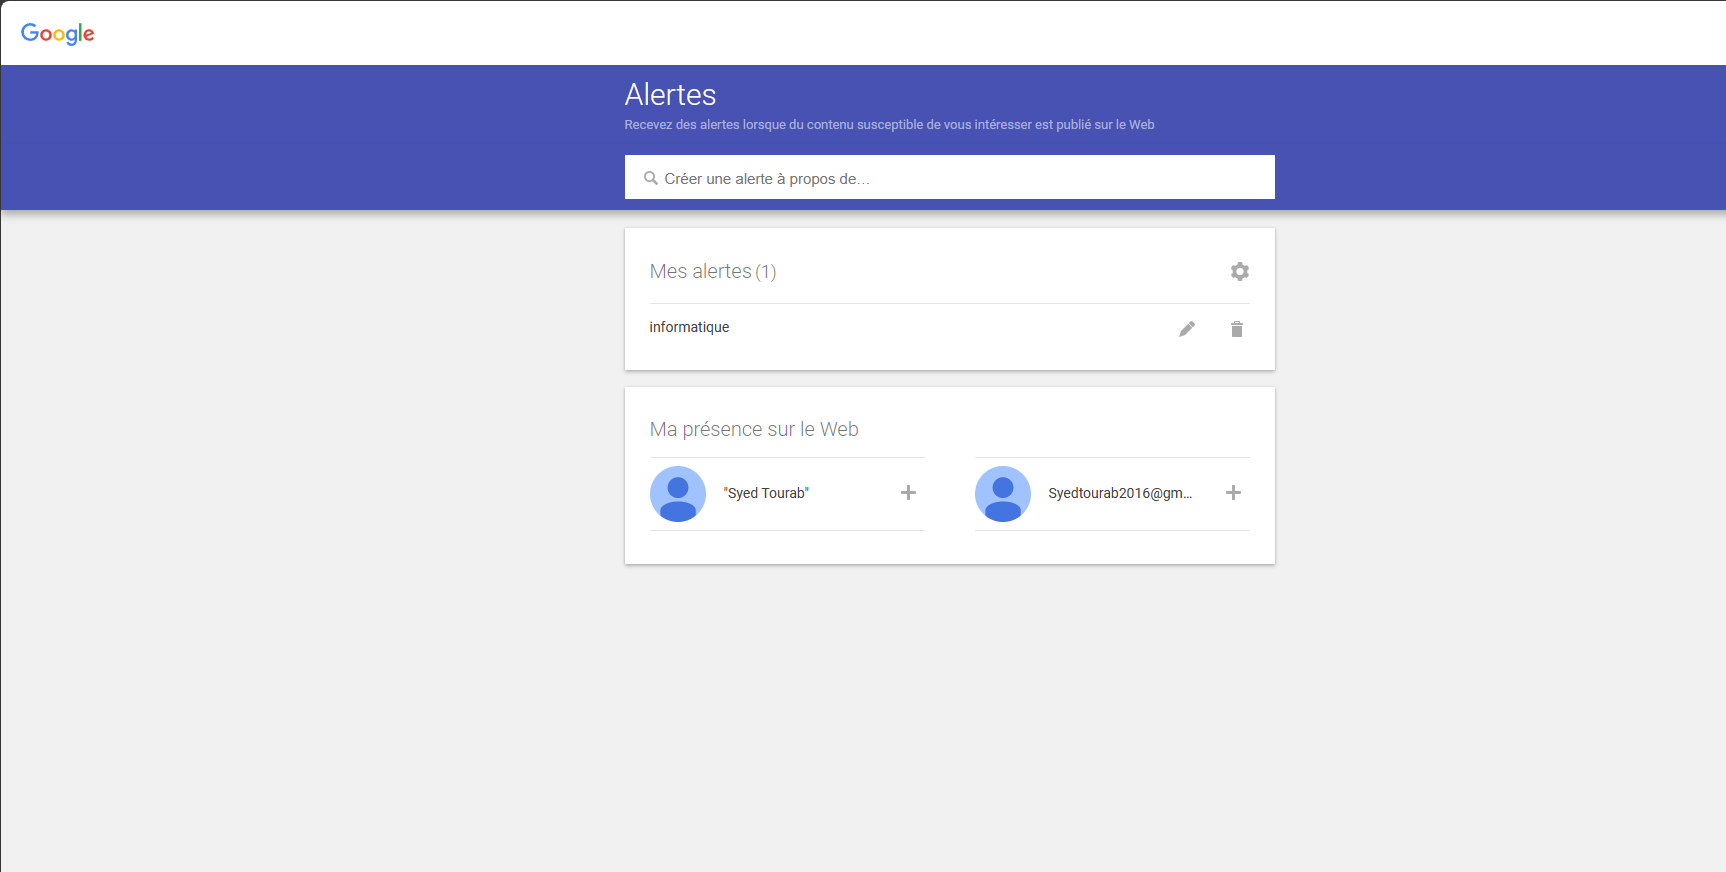 Google
Alertes
Recevez des alertes lorsque du contenu susceptible de vous intéresser est publié sur le Web
Créer une alerte à propos de…
Mes alertes (1)
informatique
Ma présence sur le Web
"Syed Tourab"
Syedtourab2016@gm…